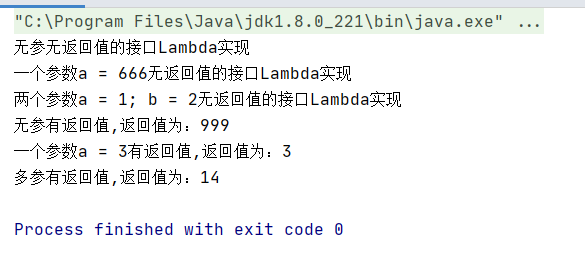 "C:\Program Files\Java\jdk1.8.0_221\bin\java.exe" ...
无参无返回值的接口Lambda实现
一个参数a = 666无返回值的接口Lambda实现
两个参数a = 1; b = 2无返回值的接口Lambda实现
无参有返回值,返回值为：999
一个参数a = 3有返回值,返回值为：3
多参有返回值,返回值为：14
Process finished with exit code 0